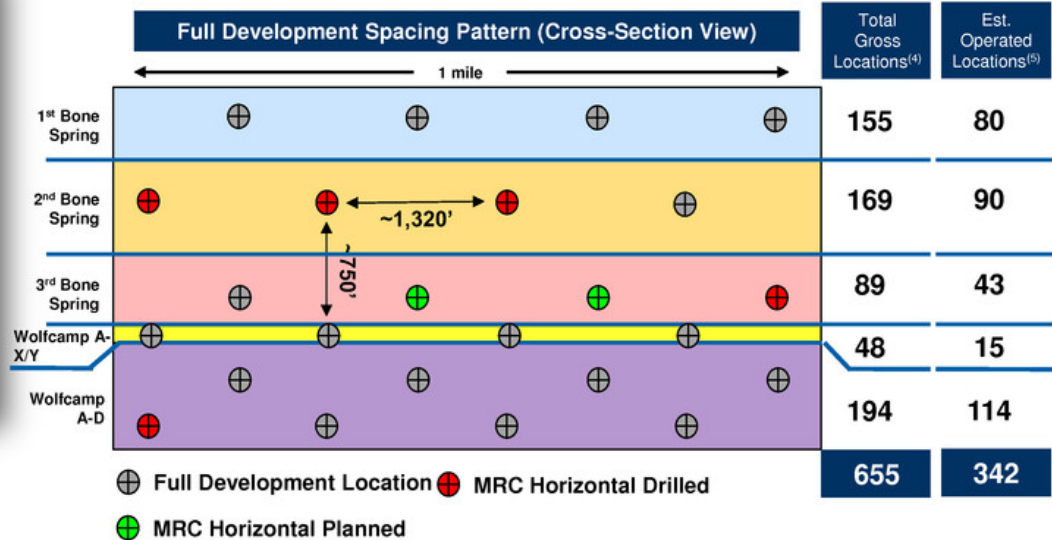 Full Development Spacing Pattern (Cross-Section View)
Total
Gross
Locations(4)
Est.
Operated
Locations(5)
1 mile
1st Bone
Spring
155
80
2nd Bone
Spring
~1,320'
169
90
~750'
3rd Bone
Spring
89
43
Wolfcamp A-
X/Y
48
15
Wolfcamp
A-D
194
114
655
342
Full Development Location
MRC Horizontal Drilled
MRC Horizontal Planned